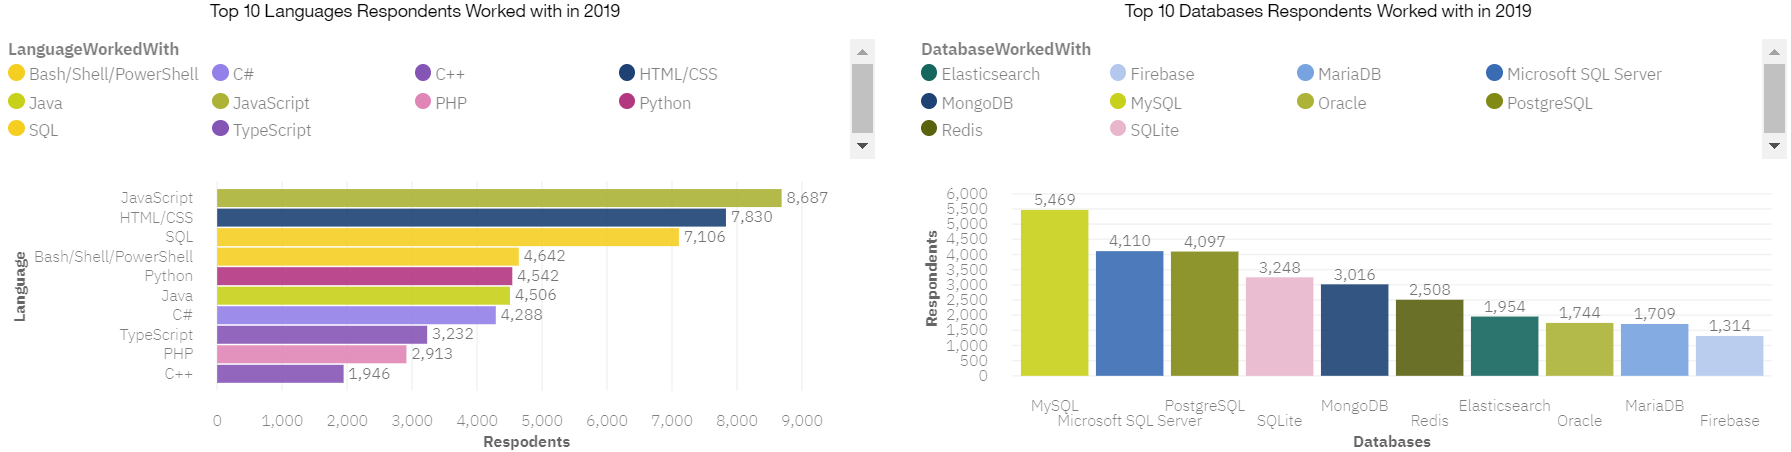 Top 10 Languages Respondents Worked with in 2019
LanguageWorkedWith
Bash/Shell/PowerShell C# C++ HTML/CSS
Java JavaScript PHP Python
SQL TypeScript
Language
JavaScript 8,687
HTML/CSS 7,830
SQL 7,106
Bash/Shell/PowerShell 4,642
Python 4,542
Java 4,506
C# 4,288
TypeScript 3,232
PHP 2,913
C++ 1,946
0 1,000 2,000 3,000 4,000 5,000 6,000 7,000 8,000 9,000
Respodents
Top 10 Databases Respondents Worked with in 2019
DatabaseWorkedWith
Elasticsearch Firebase MariaDB Microsoft SQL Server
MongoDB MySQL Oracle PostgreSQL
Redis SQLite
Respondents
6,000
5,500
5,000
4,500
4,000
3,500
3,000
2,500
2,000
1,500
1,000
500
0
5,469 4,110 4,097 3,248 3,016 2,508 1,954 1,744 1,709 1,314
MySQL PostgreSQL MongoDB Elasticsearch MariaDB
Microsoft SQL Server SQLite Redis Oracle Firebase
Databases